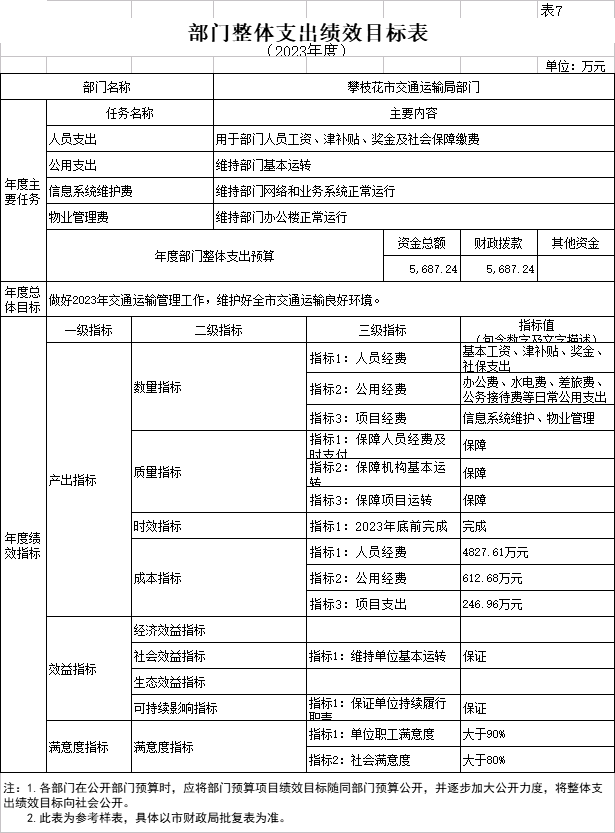 表7
部门整体支出绩效目标表
（2023年度）
单位：万元
部门名称
攀枝花市交通运输局部门
年度主
要任务
任务名称
主要内容
人员支出
用于部门人员工资、津补贴、奖金及社会保障缴费
公用支出
维持部门基本运转
信息系统维护费
维持部门网络和业务系统正常运行
物业管理费
维持部门办公楼正常运行
年度部门整体支出预算
资金总额
财政拨款
其他资金
5,687.24
5,687.24
年度总
体目标
做好2023年交通运输管理工作，维护好全市交通运输良好环境。
年度绩
效指标
一级指标
二级指标
三级指标
指标值
（包含数字及文字描述）
产出指标
数量指标
指标1：人员经费
基本工资、津补贴、奖金、
社保支出
指标2：公用经费
办公费、水电费、差旅费、
公务接待费等日常公用支出
指标3：项目经费
信息系统维护、物业管理
质量指标
指标1：保障人员经费及
时支付
保障
指标2：保障机构基本运
转
保障
指标3：保障项目运转
保障
时效指标
指标1：2023年底前完成
完成
成本指标
指标1：人员经费
4827.61万元
指标2：公用经费
612.68万元
指标3：项目支出
246.96万元
效益指标
经济效益指标
社会效益指标
指标1：维持单位基本运转
保证
生态效益指标
可持续影响指标
指标1：保证单位持续履行
职责
保证
满意度指标
满意度指标
指标1：单位职工满意度
大于90%
指标2：社会满意度
大于80%
注：1.各部门在公开部门预算时，应将部门预算项目绩效目标随同部门预算公开，并逐步加大公开力度，将整体支
出绩效目标向社会公开。
2.此表为参考样表，具体以市财政局批复表为准。